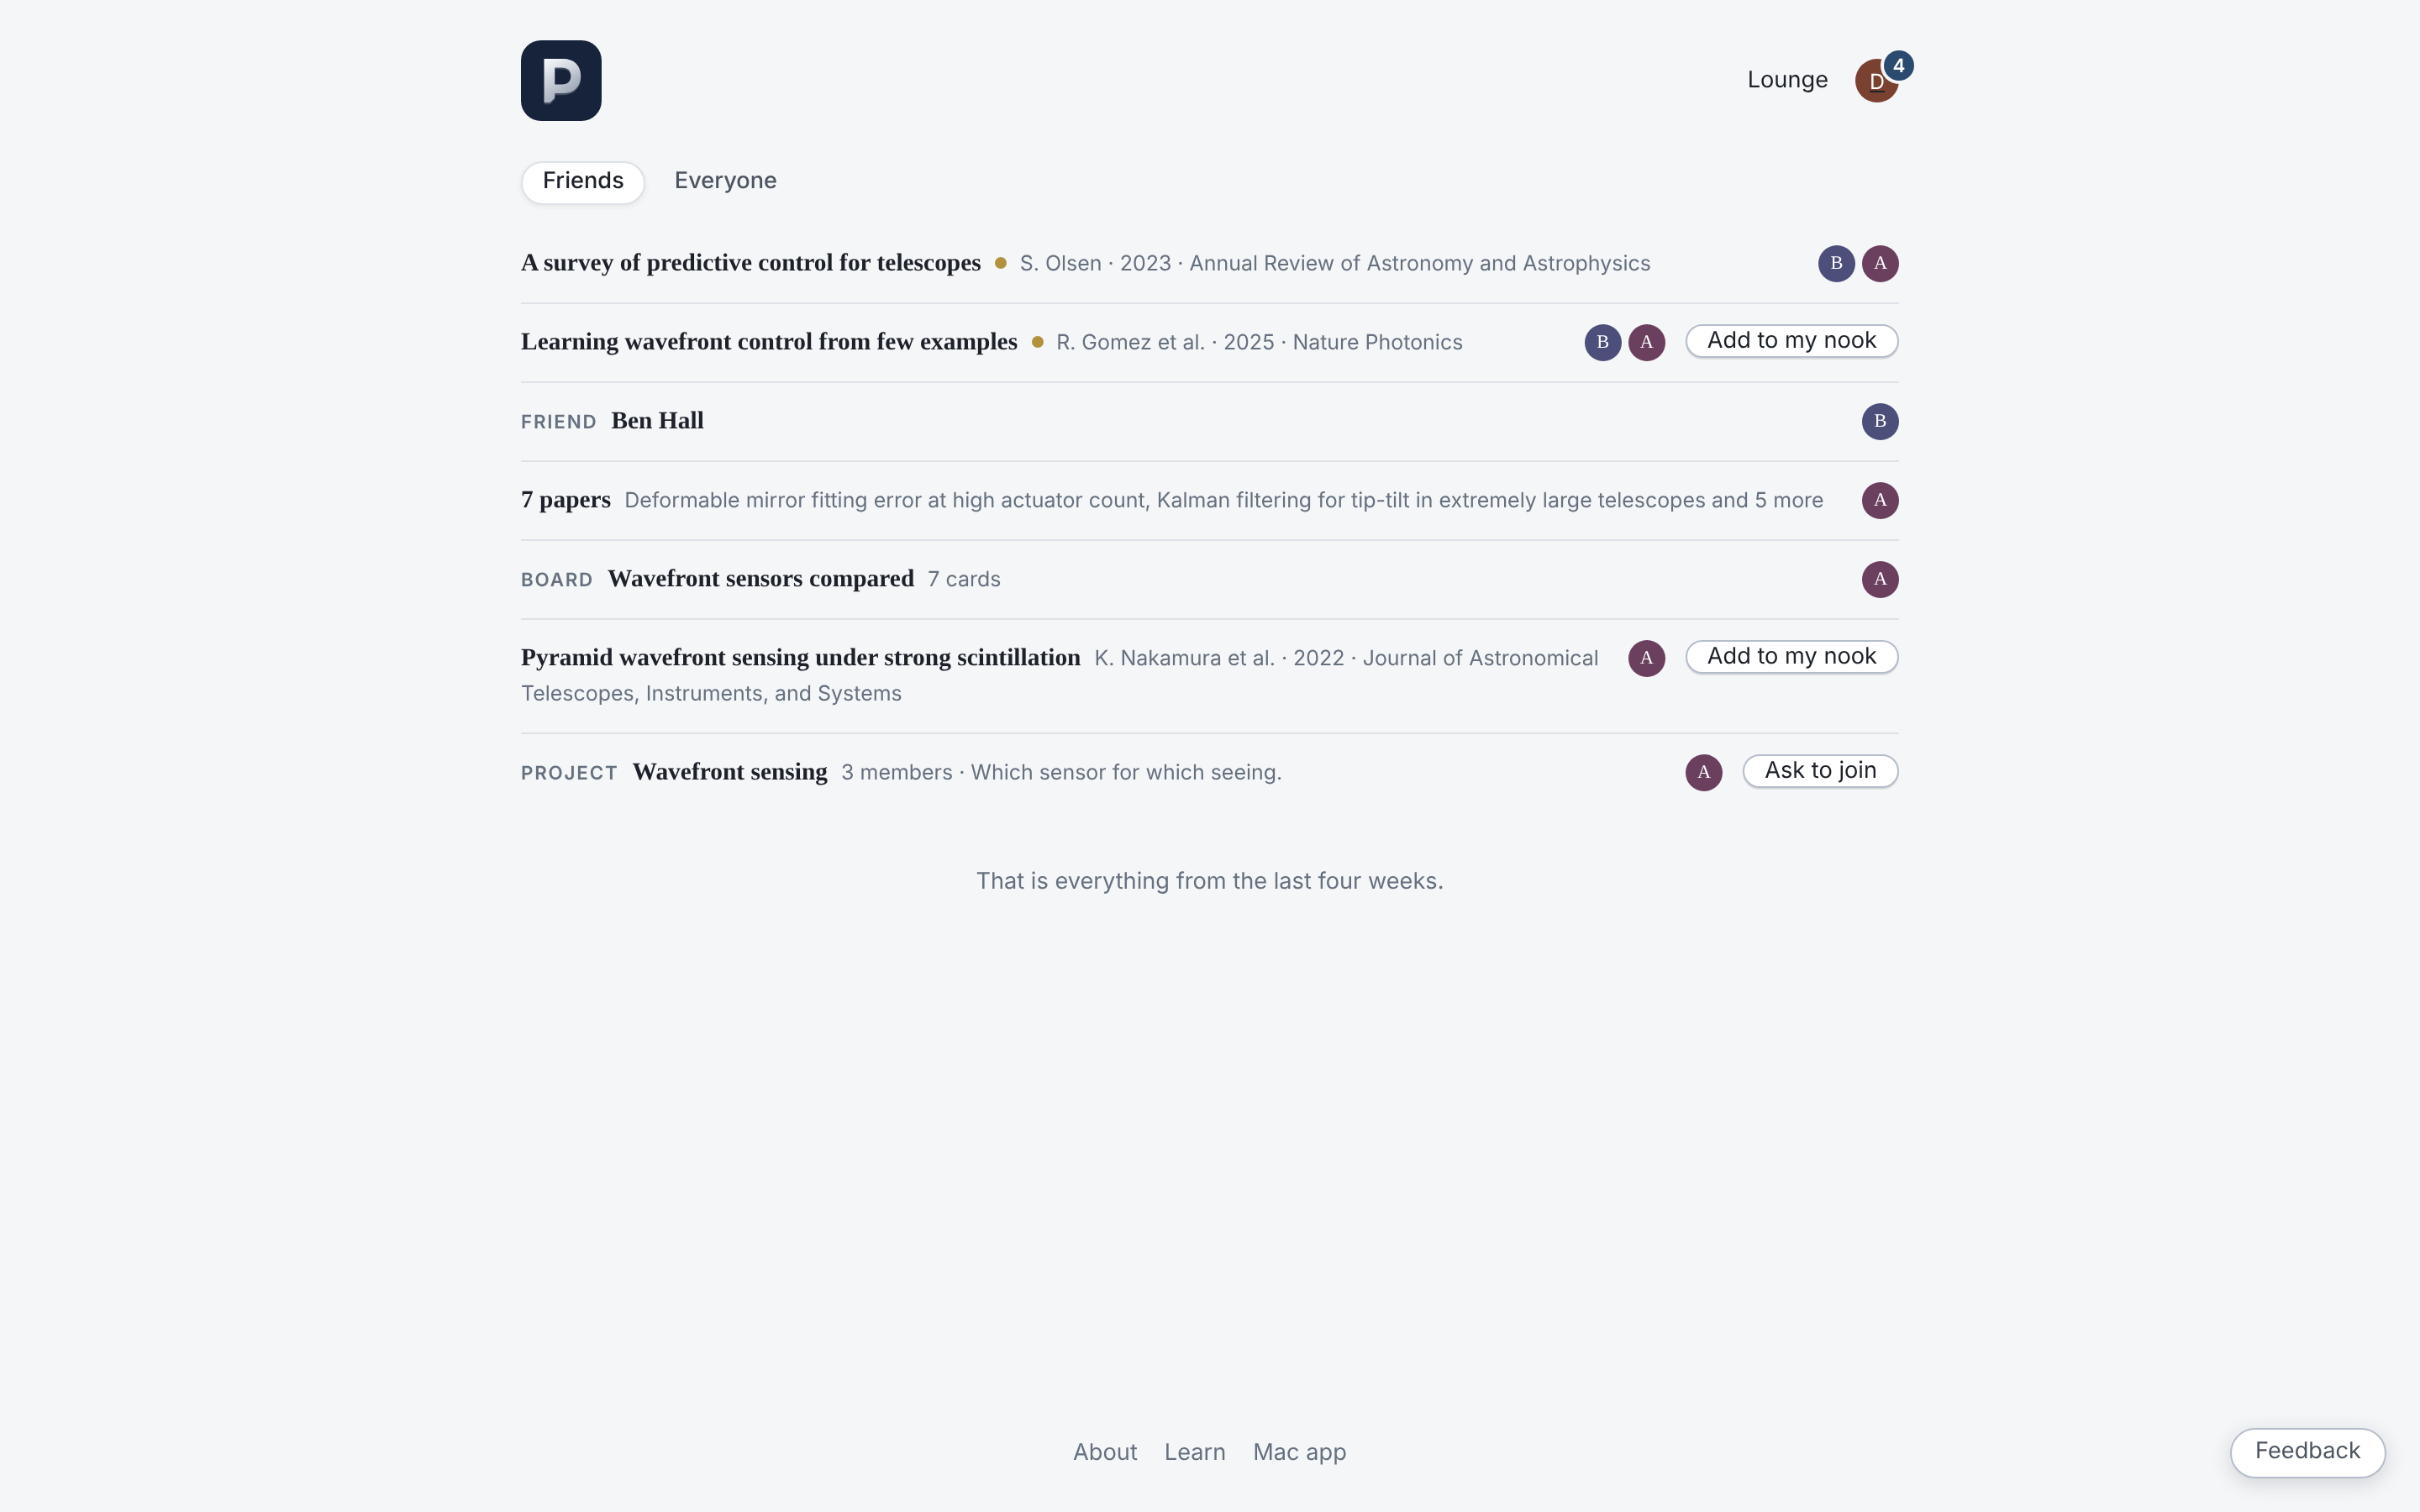 P
Lounge D 4
Friends Everyone
A survey of predictive control for telescopes S. Olsen · 2023 · Annual Review of Astronomy and Astrophysics B A
Learning wavefront control from few examples R. Gomez et al. · 2025 · Nature Photonics B A Add to my nook
FRIEND Ben Hall B
7 papers Deformable mirror fitting error at high actuator count, Kalman filtering for tip-tilt in extremely large telescopes and 5 more A
BOARD Wavefront sensors compared 7 cards A
Pyramid wavefront sensing under strong scintillation K. Nakamura et al. · 2022 · Journal of Astronomical A Add to my nook
Telescopes, Instruments, and Systems
PROJECT Wavefront sensing 3 members · Which sensor for which seeing. A Ask to join
That is everything from the last four weeks.
About Learn Mac app
Feedback